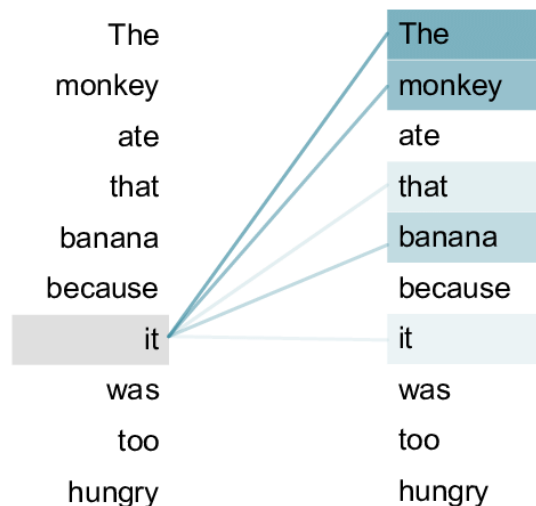 The The
monkey monkey
ate ate
that that
banana banana
because because
it it
was was
too too
hungry hungry